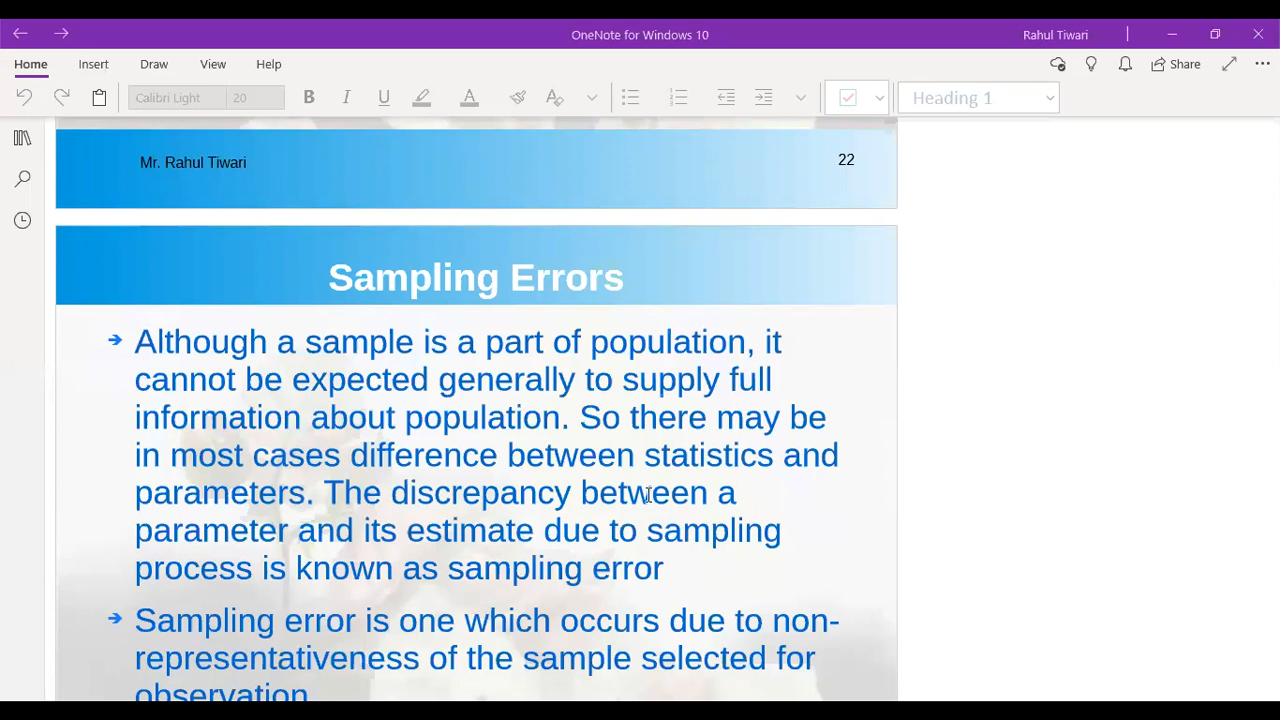 OneNote for Windows 10
Rahul Tiwari
Home Insert Draw View Help
Share
Calibri Light 20 B I U A Heading 1
Mr. Rahul Tiwari 22
Sampling Errors
Although a sample is a part of population, it
cannot be expected generally to supply full
information about population. So there may be
in most cases difference between statistics and
parameters. The discrepancy between a
parameter and its estimate due to sampling
process is known as sampling error
Sampling error is one which occurs due to non-
representativeness of the sample selected for
observation